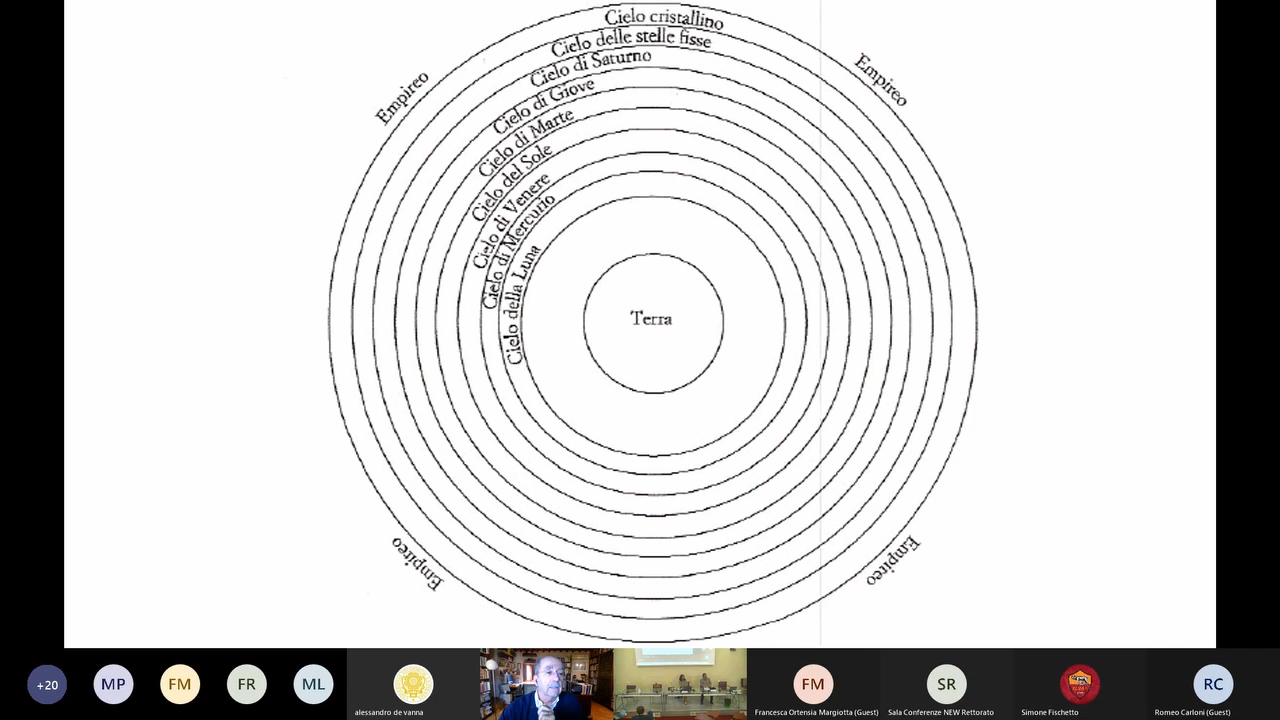 Cielo cristallino
Cielo delle stelle fisse
Cielo di Saturno
Cielo di Giove
Cielo di Marte
Cielo del Sole
Cielo di Venere
Cielo di Mercurio
Cielo della Luna
Terra
Empireo
Empireo
Empireo
Empireo
+20
MP
FM
FR
ML
alessandro de vanna
FM
Francesca Ortensia Margiotta (Guest)
SR
Sala Conferenze NEW Rettorato
Simone Fischetto
RC
Romeo Carloni (Guest)